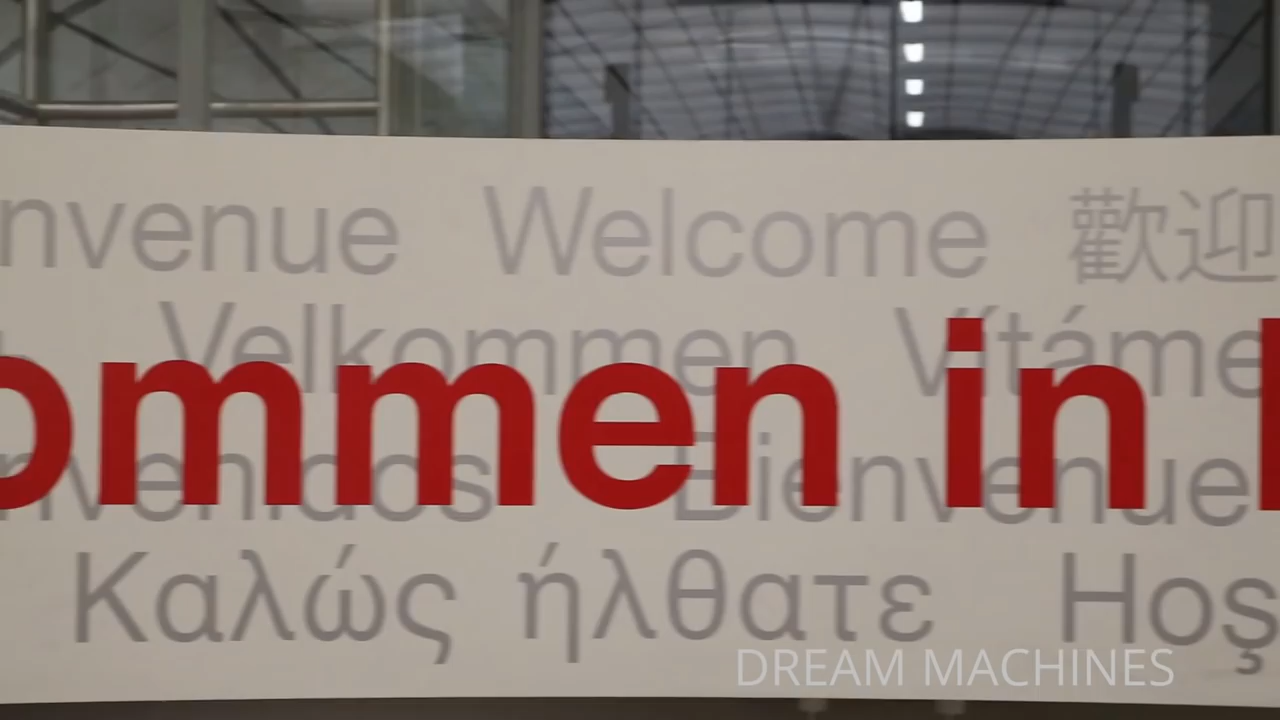 nvenue Welcome 歡迎
Velkommen Vítáme
ommen in
nvenidos Bienvenue
Καλώς ήλθατε Hoş
DREAM MACHINES